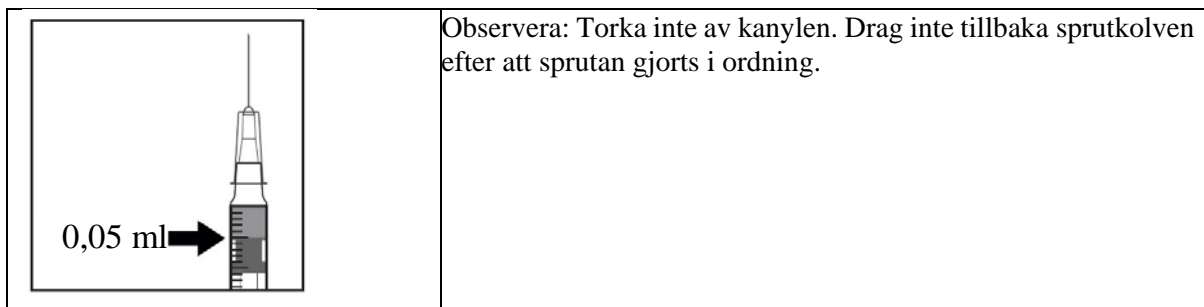 Observera: Torka inte av kanylen. Drag inte tillbaka sprutkolven
efter att sprutan gjorts i ordning.
0,05 ml